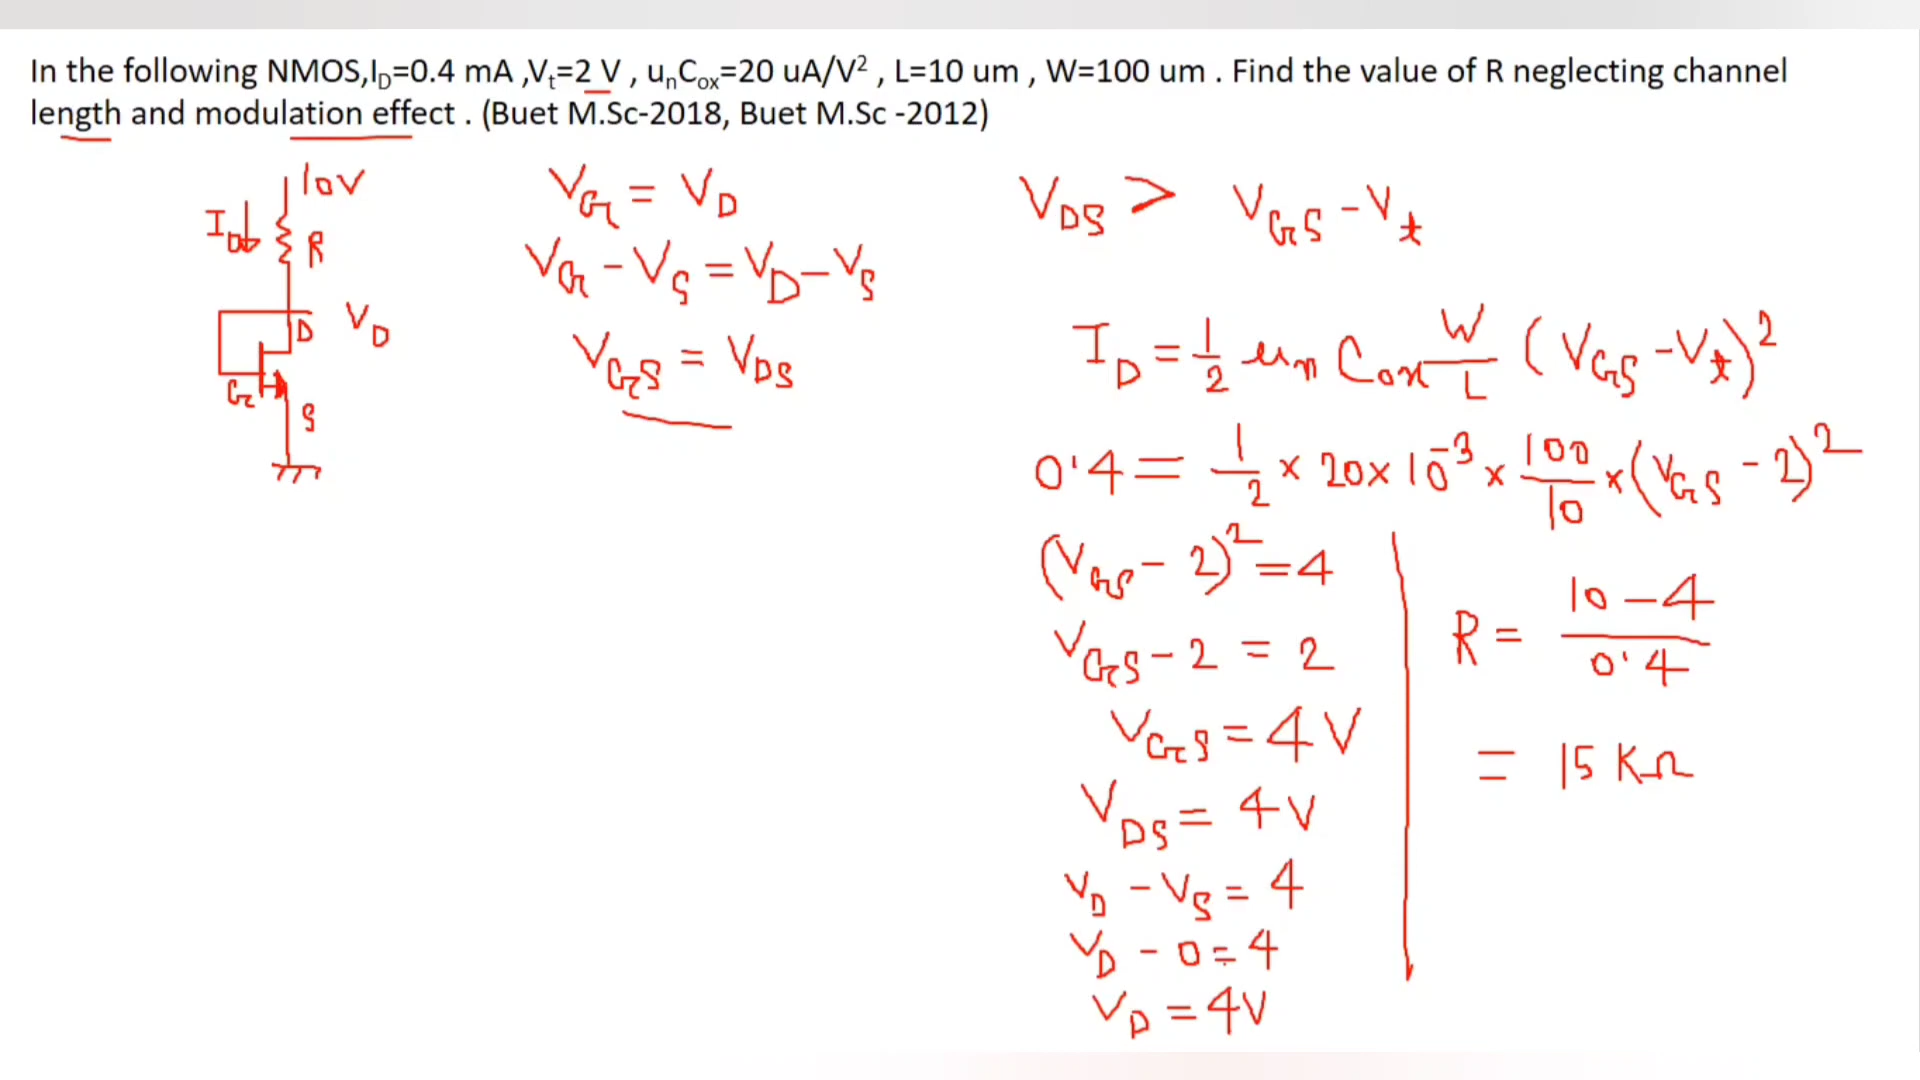 In the following NMOS,I_D=0.4 mA ,V_t=2 V , u_nC_ox=20 uA/V² , L=10 um , W=100 um . Find the value of R neglecting channel
length and modulation effect . (Buet M.Sc-2018, Buet M.Sc -2012)
10V
I_D
R
D
V_D
G
S
V_G = V_D
V_G - V_S = V_D - V_S
V_GS = V_DS
V_DS > V_GS - V_t
I_D = 1/2 μn Cox W/L (V_GS - V_t)²
0.4 = 1/2 × 20 × 10⁻³ × 100/10 × (V_GS - 2)²
(V_GS - 2)² = 4
V_GS - 2 = 2
V_GS = 4 V
V_DS = 4V
V_D - V_S = 4
V_D - 0 = 4
V_D = 4V
R = 10 - 4 / 0.4
= 15 KΩ